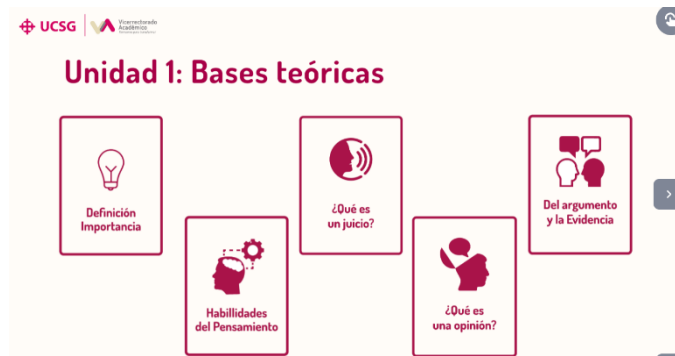 UCSG
Vicerrectorado
Académico
Unidad 1: Bases teóricas
Definición
Importancia
Habillidades
del Pensamiento
¿Qué es
un juicio?
¿Qué es
una opinión?
Del argumento
y la Evidencia